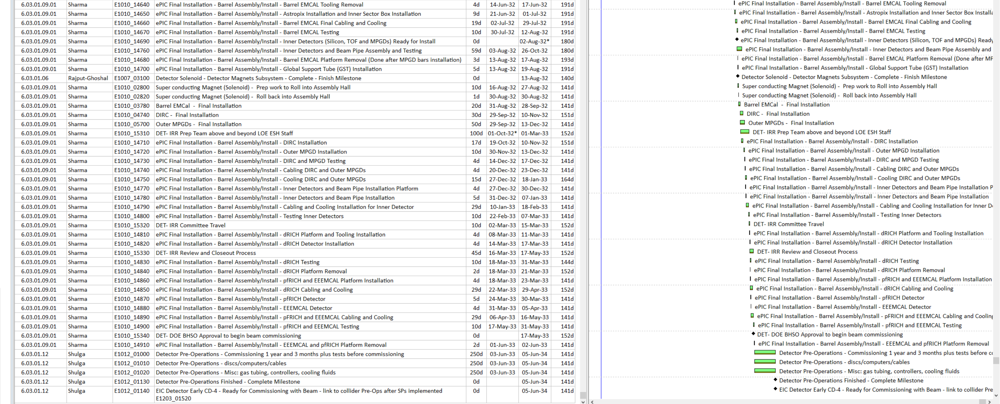 6.03.01.09.01 Sharma E1010_14640 ePIC Final Installation - Barrel Assembly/Install - Barrel EMCAL Tooling Removal 4d 14-Jun-32 17-Jun-32 191d ePIC Final Installation - Barrel Assembly/Install - Barrel EMCAL Tooling Removal
6.03.01.09.01 Sharma E1010_14650 ePIC Final Installation - Barrel Assembly/Install - Astropix Installation and Inner Sector Box Installation 9d 21-Jun-32 01-Jul-32 191d ePIC Final Installation - Barrel Assembly/Install - Astropix Installation and Inner Sector Box Installa
6.03.01.09.01 Sharma E1010_14660 ePIC Final Installation - Barrel Assembly/Install - Barrel EMCAL Final Cabling and Cooling 19d 02-Jul-32 29-Jul-32 191d ePIC Final Installation - Barrel Assembly/Install - Barrel EMCAL Final Cabling and Cooling
6.03.01.09.01 Sharma E1010_14670 ePIC Final Installation - Barrel Assembly/Install - Barrel EMCAL Testing 10d 30-Jul-32 12-Aug-32 191d ePIC Final Installation - Barrel Assembly/Install - Barrel EMCAL Testing
6.03.01.09.01 Sharma E1010_14690 ePIC Final Installation - Barrel Assembly/Install - Inner Detectors (Silicon, TOF and MPGDs) Ready for Install 0d 02-Aug-32* 180d ePIC Final Installation - Barrel Assembly/Install - Inner Detectors (Silicon, TOF and MPGDs) Ready
6.03.01.09.01 Sharma E1010_14760 ePIC Final Installation - Barrel Assembly/Install - Inner Detectors and Beam Pipe Assembly and Testing 59d 03-Aug-32 26-Oct-32 180d ePIC Final Installation - Barrel Assembly/Install - Inner Detectors and Beam Pipe Assembly and
6.03.01.09.01 Sharma E1010_14680 ePIC Final Installation - Barrel Assembly/Install - Barrel EMCAL Platform Removal (Done after MPGD bars installation) 3d 13-Aug-32 17-Aug-32 193d ePIC Final Installation - Barrel Assembly/Install - Barrel EMCAL Platform Removal (Done after MP
6.03.01.09.01 Sharma E1010_14700 ePIC Final Installation - Barrel Assembly/Install - Global Support Tube (GST) Installation 5d 13-Aug-32 19-Aug-32 191d ePIC Final Installation - Barrel Assembly/Install - Global Support Tube (GST) Installation
6.03.01.06 Rajput-Ghoshal E1007_03100 Detector Solenoid - Detector Magnets Subsystem - Complete - Finish Milestone 0d 13-Aug-32 140d Detector Solenoid - Detector Magnets Subsystem - Complete - Finish Milestone
6.03.01.09.01 Sharma E1010_02800 Super conducting Magnet (Solenoid) - Prep work to Roll into Assembly Hall 10d 16-Aug-32 27-Aug-32 141d Super conducting Magnet (Solenoid) - Prep work to Roll into Assembly Hall
6.03.01.09.01 Sharma E1010_02820 Super conducting Magnet (Solenoid) - Roll back into Assembly Hall 1d 30-Aug-32 30-Aug-32 141d Super conducting Magnet (Solenoid) - Roll back into Assembly Hall
6.03.01.09.01 Sharma E1010_03780 Barrel EMCal - Final Installation 20d 31-Aug-32 28-Sep-32 141d Barrel EMCal - Final Installation
6.03.01.09.01 Sharma E1010_04740 DIRC - Final Installation 30d 29-Sep-32 10-Nov-32 151d DIRC - Final Installation
6.03.01.09.01 Sharma E1010_05700 Outer MPGDs - Final Installation 50d 29-Sep-32 13-Dec-32 141d Outer MPGDs - Final Installation
6.03.01.09.01 Sharma E1010_15310 DET- IRR Prep Team above and beyond LOE ESH Staff 100d 01-Oct-32* 01-Mar-33 152d DET- IRR Prep Team above and beyond LOE ESH Staff
6.03.01.09.01 Sharma E1010_14710 ePIC Final Installation - Barrel Assembly/Install - DIRC Installation 17d 19-Oct-32 10-Nov-32 151d ePIC Final Installation - Barrel Assembly/Install - DIRC Installation
6.03.01.09.01 Sharma E1010_14720 ePIC Final Installation - Barrel Assembly/Install - Outer MPGD Installation 10d 30-Nov-32 13-Dec-32 141d ePIC Final Installation - Barrel Assembly/Install - Outer MPGD Installation
6.03.01.09.01 Sharma E1010_14730 ePIC Final Installation - Barrel Assembly/Install - DIRC and MPGD Testing 4d 14-Dec-32 17-Dec-32 141d ePIC Final Installation - Barrel Assembly/Install - DIRC and MPGD Testing
6.03.01.09.01 Sharma E1010_14740 ePIC Final Installation - Barrel Assembly/Install - Cabling DIRC and Outer MPGDs 4d 20-Dec-32 23-Dec-32 141d ePIC Final Installation - Barrel Assembly/Install - Cabling DIRC and Outer MPGDs
6.03.01.09.01 Sharma E1010_14750 ePIC Final Installation - Barrel Assembly/Install - Cooling DIRC and Outer MPGDs 15d 27-Dec-32 18-Jan-33 164d ePIC Final Installation - Barrel Assembly/Install - Cooling DIRC and Outer MPGDs
6.03.01.09.01 Sharma E1010_14770 ePIC Final Installation - Barrel Assembly/Install - Inner Detectors and Beam Pipe Installation Platform 4d 27-Dec-32 30-Dec-32 141d ePIC Final Installation - Barrel Assembly/Install - Inner Detectors and Beam Pipe Installation P
6.03.01.09.01 Sharma E1010_14780 ePIC Final Installation - Barrel Assembly/Install - Inner Detectors and Beam Pipe Installation 5d 31-Dec-32 07-Jan-33 141d ePIC Final Installation - Barrel Assembly/Install - Inner Detectors and Beam Pipe Installation
6.03.01.09.01 Sharma E1010_14790 ePIC Final Installation - Barrel Assembly/Install - Cabling and Cooling Installation for Inner Detector 29d 10-Jan-33 18-Feb-33 141d ePIC Final Installation - Barrel Assembly/Install - Cabling and Cooling Installation for Inner D
6.03.01.09.01 Sharma E1010_14800 ePIC Final Installation - Barrel Assembly/Install - Testing Inner Detectors 10d 22-Feb-33 07-Mar-33 141d ePIC Final Installation - Barrel Assembly/Install - Testing Inner Detectors
6.03.01.09.01 Sharma E1010_15320 DET- IRR Committee Travel 10d 02-Mar-33 15-Mar-33 152d DET- IRR Committee Travel
6.03.01.09.01 Sharma E1010_14810 ePIC Final Installation - Barrel Assembly/Install - dRICH Platform and Tooling Installation 4d 08-Mar-33 11-Mar-33 141d ePIC Final Installation - Barrel Assembly/Install - dRICH Platform and Tooling Installation
6.03.01.09.01 Sharma E1010_14820 ePIC Final Installation - Barrel Assembly/Install - dRICH Detector Installation 4d 14-Mar-33 17-Mar-33 141d ePIC Final Installation - Barrel Assembly/Install - dRICH Detector Installation
6.03.01.09.01 Sharma E1010_15330 DET- IRR Review and Closeout Process 45d 16-Mar-33 17-May-33 152d DET- IRR Review and Closeout Process
6.03.01.09.01 Sharma E1010_14830 ePIC Final Installation - Barrel Assembly/Install - dRICH Testing 10d 18-Mar-33 31-Mar-33 144d ePIC Final Installation - Barrel Assembly/Install - dRICH Testing
6.03.01.09.01 Sharma E1010_14840 ePIC Final Installation - Barrel Assembly/Install - dRICH Platform Removal 2d 18-Mar-33 21-Mar-33 152d ePIC Final Installation - Barrel Assembly/Install - dRICH Platform Removal
6.03.01.09.01 Sharma E1010_14860 ePIC Final Installation - Barrel Assembly/Install - pfRICH and EEEMCAL Platform Installation 4d 18-Mar-33 23-Mar-33 141d ePIC Final Installation - Barrel Assembly/Install - pfRICH and EEEMCAL Platform Installation
6.03.01.09.01 Sharma E1010_14850 ePIC Final Installation - Barrel Assembly/Install - dRICH Cabling and Cooling 29d 22-Mar-33 29-Apr-33 152d ePIC Final Installation - Barrel Assembly/Install - dRICH Cabling and Cooling
6.03.01.09.01 Sharma E1010_14870 ePIC Final Installation - Barrel Assembly/Install - pfRICH Detector 5d 24-Mar-33 30-Mar-33 141d ePIC Final Installation - Barrel Assembly/Install - pfRICH Detector
6.03.01.09.01 Sharma E1010_14880 ePIC Final Installation - Barrel Assembly/Install - EEEMCAL Detector 4d 31-Mar-33 05-Apr-33 141d ePIC Final Installation - Barrel Assembly/Install - EEEMCAL Detector
6.03.01.09.01 Sharma E1010_14890 ePIC Final Installation - Barrel Assembly/Install - pFRICH and EEEMCAL Cabling and Cooling 29d 06-Apr-33 16-May-33 141d ePIC Final Installation - Barrel Assembly/Install - pFRICH and EEEMCAL Cabling and Cooling
6.03.01.09.01 Sharma E1010_14900 ePIC Final Installation - Barrel Assembly/Install - pfRICH and EEEMCAL Testing 10d 17-May-33 31-May-33 141d ePIC Final Installation - Barrel Assembly/Install - pfRICH and EEEMCAL Testing
6.03.01.09.01 Sharma E1010_15340 DET- DOE BHSO Approval to begin beam commissioning 0d 17-May-33 152d DET- DOE BHSO Approval to begin beam commissioning
6.03.01.09.01 Sharma E1010_14910 ePIC Final Installation - Barrel Assembly/Install - EEEMCAL and pfRICH Platform Removal 2d 01-Jun-33 02-Jun-33 141d ePIC Final Installation - Barrel Assembly/Install - EEEMCAL and pfRICH Platform Removal
6.03.01.12 Shulga E1012_01000 Detector Pre-Operations - Commissioning 1 year and 3 months plus tests before commissioning 250d 03-Jun-33 05-Jun-34 141d Detector Pre-Operations - Commissioning 1 year and 3 months plus tests before co
6.03.01.12 Shulga E1012_01010 Detector Pre-Operations - discs/computers/cables 250d 03-Jun-33 05-Jun-34 141d Detector Pre-Operations - discs/computers/cables
6.03.01.12 Shulga E1012_01020 Detector Pre-Operations - Misc: gas tubing, controllers, cooling fluids 250d 03-Jun-33 05-Jun-34 141d Detector Pre-Operations - Misc: gas tubing, controllers, cooling fluids
6.03.01.12 Shulga E1012_01130 Detector Pre-Operations Finished - Complete Milestone 0d 05-Jun-34 141d Detector Pre-Operations Finished - Complete Milestone
6.03.01.12 Shulga E1012_01140 EIC Detector Early CD-4 - Ready for Commissioning with Beam - link to collider Pre-Ops after SPs implemented 0d 05-Jun-34 141d EIC Detector Early CD-4 - Ready for Commissioning with Beam - link to collider Pre
E1203_01520